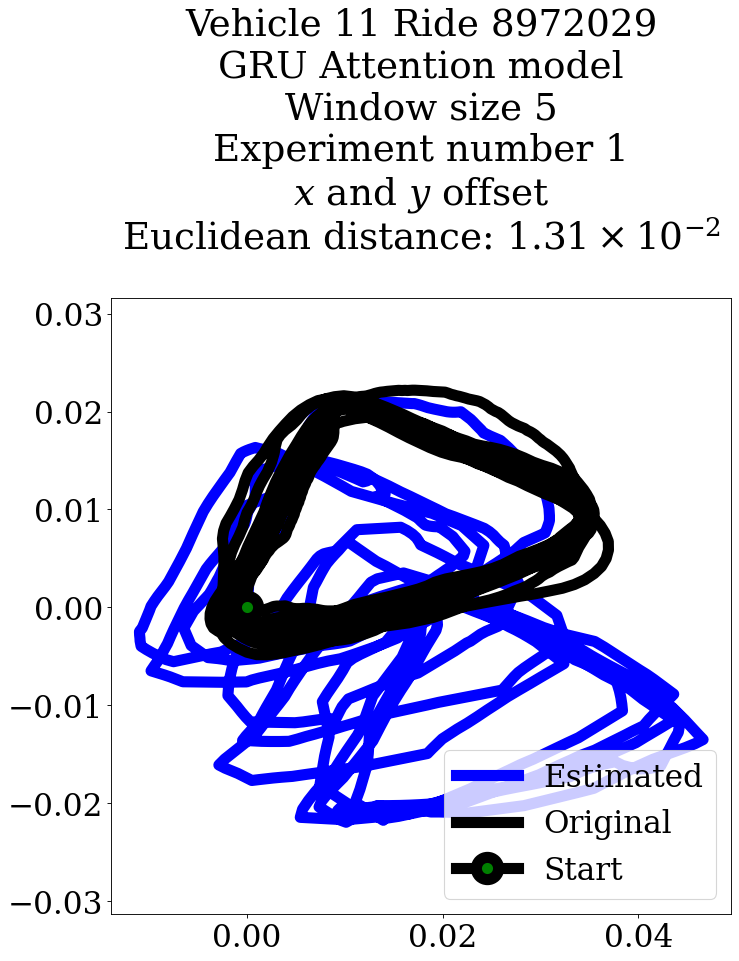 Vehicle 11 Ride 8972029
GRU Attention model
Window size 5
Experiment number 1
x and y offset
Euclidean distance: 1.31 × 10⁻²
0.03
0.02
0.01
0.00
−0.01
−0.02
−0.03
Estimated
Original
Start
0.00 0.02 0.04